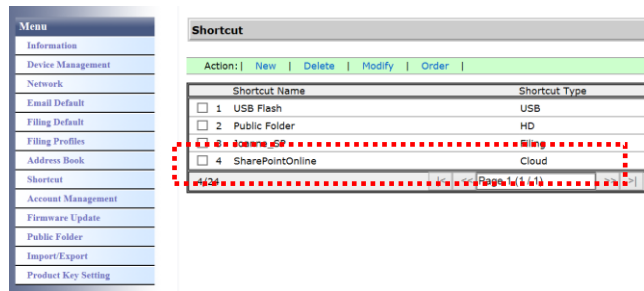 Menu
Information
Device Management
Network
Email Default
Filing Default
Filing Profiles
Address Book
Shortcut
Account Management
Firmware Update
Public Folder
Import/Export
Product Key Setting
Shortcut
Action: | New | Delete | Modify | Order |
Shortcut Name Shortcut Type
1 USB Flash USB
2 Public Folder HD
3 Joanne_SP Filing
4 SharePointOnline Cloud
4/24 |< << Page 1 (1 / 1) >> >|